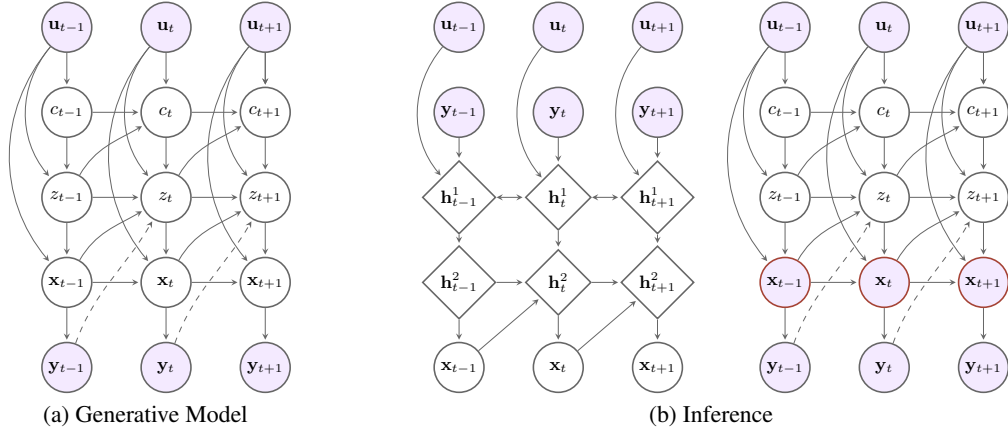 u_{t−1} u_t u_{t+1} u_{t−1} u_t u_{t+1} u_{t−1} u_t u_{t+1}
c_{t−1} c_t c_{t+1} y_{t−1} y_t y_{t+1} c_{t−1} c_t c_{t+1}
z_{t−1} z_t z_{t+1} h^1_{t−1} h^1_t h^1_{t+1} z_{t−1} z_t z_{t+1}
x_{t−1} x_t x_{t+1} h^2_{t−1} h^2_t h^2_{t+1} x_{t−1} x_t x_{t+1}
y_{t−1} y_t y_{t+1} x_{t−1} x_t x_{t+1} y_{t−1} y_t y_{t+1}
(a) Generative Model (b) Inference